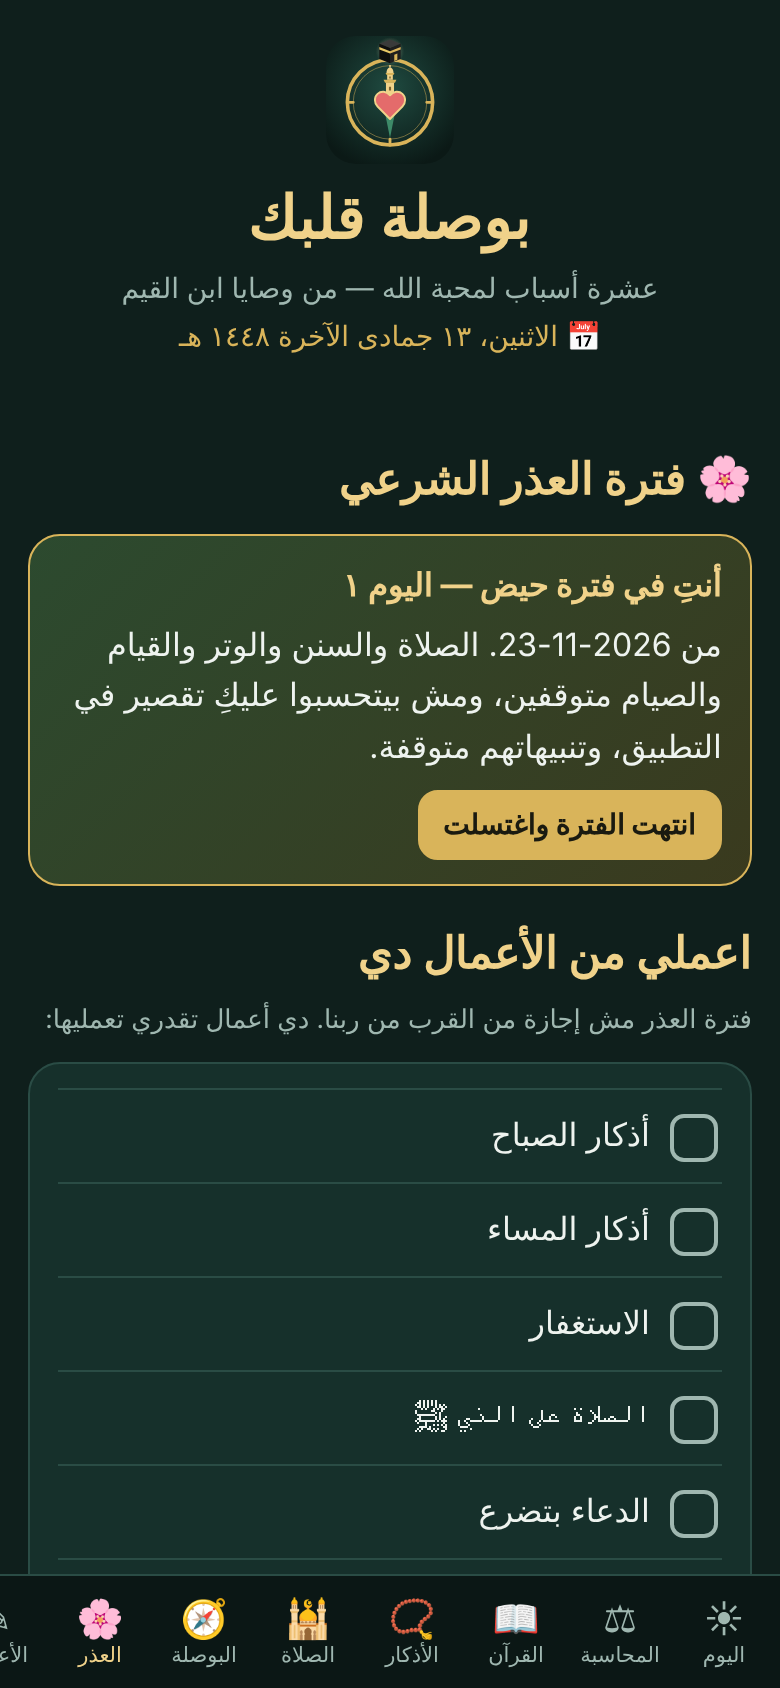 بوصلة قلبك
عشرة أسباب لمحبة الله — من وصايا ابن القيم
📅 الاثنين، ١٣ جمادى الآخرة ١٤٤٨ هـ
🌸 فترة العذر الشرعي
أنتِ في فترة حيض — اليوم ١
من 2026-11-23. الصلاة والسنن والوتر والقيام
والصيام متوقفين، ومش بيتحسبوا عليكِ تقصير في
التطبيق، وتنبيهاتهم متوقفة.
انتهت الفترة واغتسلت
اعملي من الأعمال دي
فترة العذر مش إجازة من القرب من ربنا. دي أعمال تقدري تعمليها:
أذكار الصباح
أذكار المساء
الاستغفار
الصلاة على النبي ﷺ
الدعاء بتضرع
اليوم
المحاسبة
القرآن
الأذكار
الصلاة
البوصلة
العذر